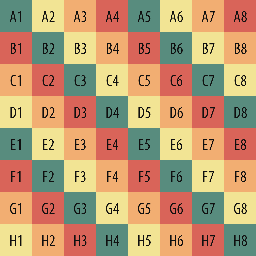 A1 A2 A3 A4 A5 A6 A7 A8
B1 B2 B3 B4 B5 B6 B7 B8
C1 C2 C3 C4 C5 C6 C7 C8
D1 D2 D3 D4 D5 D6 D7 D8
E1 E2 E3 E4 E5 E6 E7 E8
F1 F2 F3 F4 F5 F6 F7 F8
G1 G2 G3 G4 G5 G6 G7 G8
H1 H2 H3 H4 H5 H6 H7 H8